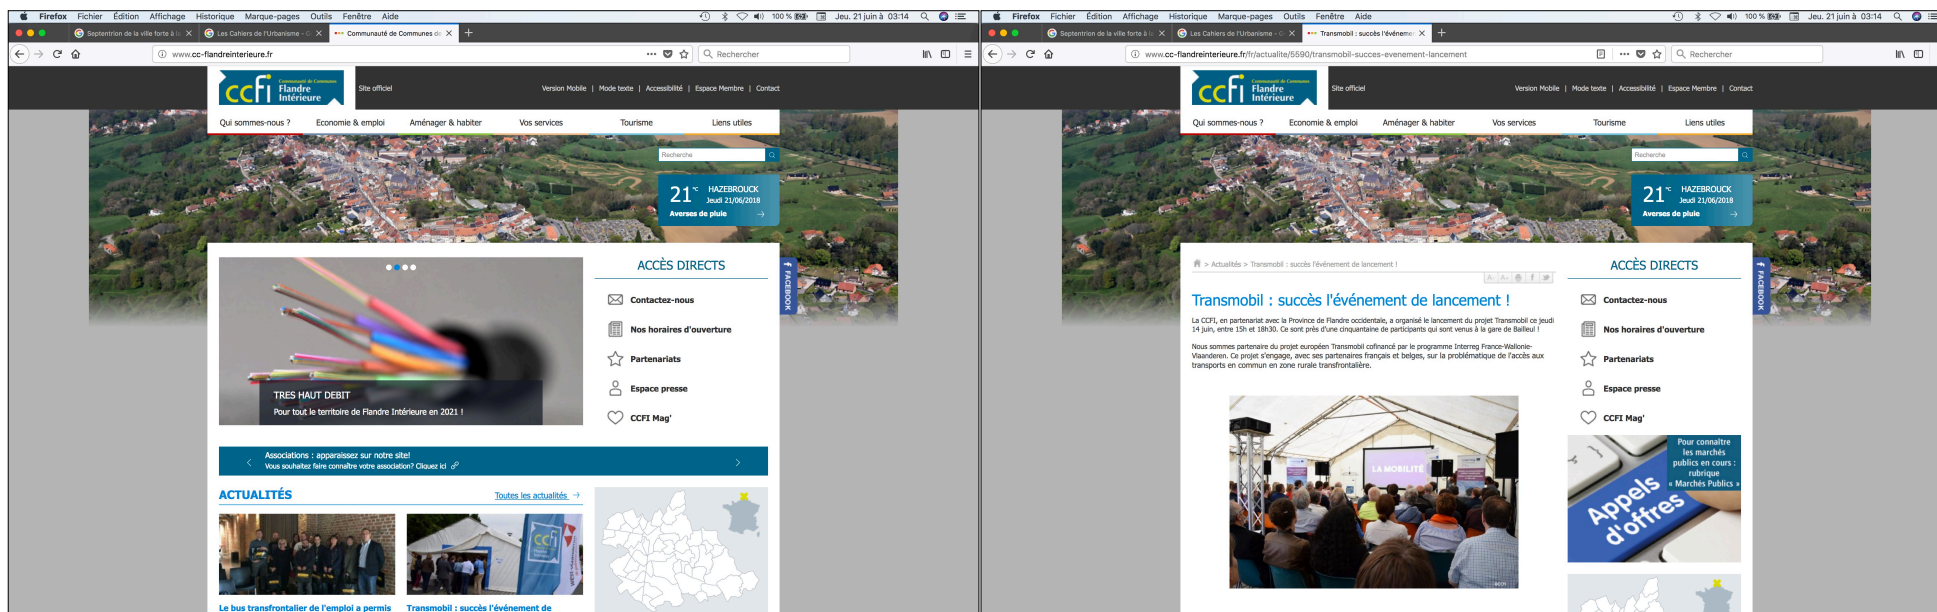 Firefox Fichier Édition Affichage Historique Marque-pages Outils Fenêtre Aide
100 % Jeu. 21 juin à 03:14
Septentrion de la ville forte à la
Les Cahiers de l'Urbanisme - G
Communauté de Communes de
www.cc-flandreinterieure.fr
Rechercher
Communauté de Communes
ccfi Flandre Intérieure
Site officiel
Version Mobile | Mode texte | Accessibilité | Espace Membre | Contact
Qui sommes-nous ? Economie & emploi Aménager & habiter Vos services Tourisme Liens utiles
Recherche
21°C HAZEBROUCK
Jeudi 21/06/2018
Averses de pluie →
FACEBOOK
TRES HAUT DEBIT
Pour tout le territoire de Flandre Intérieure en 2021 !
ACCÈS DIRECTS
Contactez-nous
Nos horaires d'ouverture
Partenariats
Espace presse
CCFI Mag'
Associations : apparaissez sur notre site!
Vous souhaitez faire connaître votre association? Cliquez ici
ACTUALITÉS
Toutes les actualités →
ccfi
Flandre
Intérieure
Le bus transfrontalier de l'emploi a permis
Transmobil : succès l'événement de
Firefox Fichier Édition Affichage Historique Marque-pages Outils Fenêtre Aide
100 % Jeu. 21 juin à 03:14
Septentrion de la ville forte à la
Les Cahiers de l'Urbanisme - G
Transmobil : succès l'événemen
www.cc-flandreinterieure.fr/fr/actualite/5590/transmobil-succes-evenement-lancement
Rechercher
Communauté de Communes
ccfi Flandre Intérieure
Site officiel
Version Mobile | Mode texte | Accessibilité | Espace Membre | Contact
Qui sommes-nous ? Economie & emploi Aménager & habiter Vos services Tourisme Liens utiles
Recherche
21°C HAZEBROUCK
Jeudi 21/06/2018
Averses de pluie →
FACEBOOK
> Actualités > Transmobil : succès l'événement de lancement !
A- A+
Transmobil : succès l'événement de lancement !
La CCFI, en partenariat avec la Province de Flandre occidentale, a organisé le lancement du projet Transmobil ce jeudi
14 juin, entre 15h et 18h30. Ce sont près d'une cinquantaine de participants qui sont venus à la gare de Bailleul !
Nous sommes partenaire du projet européen Transmobil cofinancé par le programme Interreg France-Wallonie-
Vlaanderen. Ce projet s'engage, avec ses partenaires français et belges, sur la problématique de l'accès aux
transports en commun en zone rurale transfrontalière.
LA MOBILITÉ
©CCFI
ACCÈS DIRECTS
Contactez-nous
Nos horaires d'ouverture
Partenariats
Espace presse
CCFI Mag'
Pour connaître
les marchés
publics en cours :
rubrique
« Marchés Publics »
Appels
d'offres